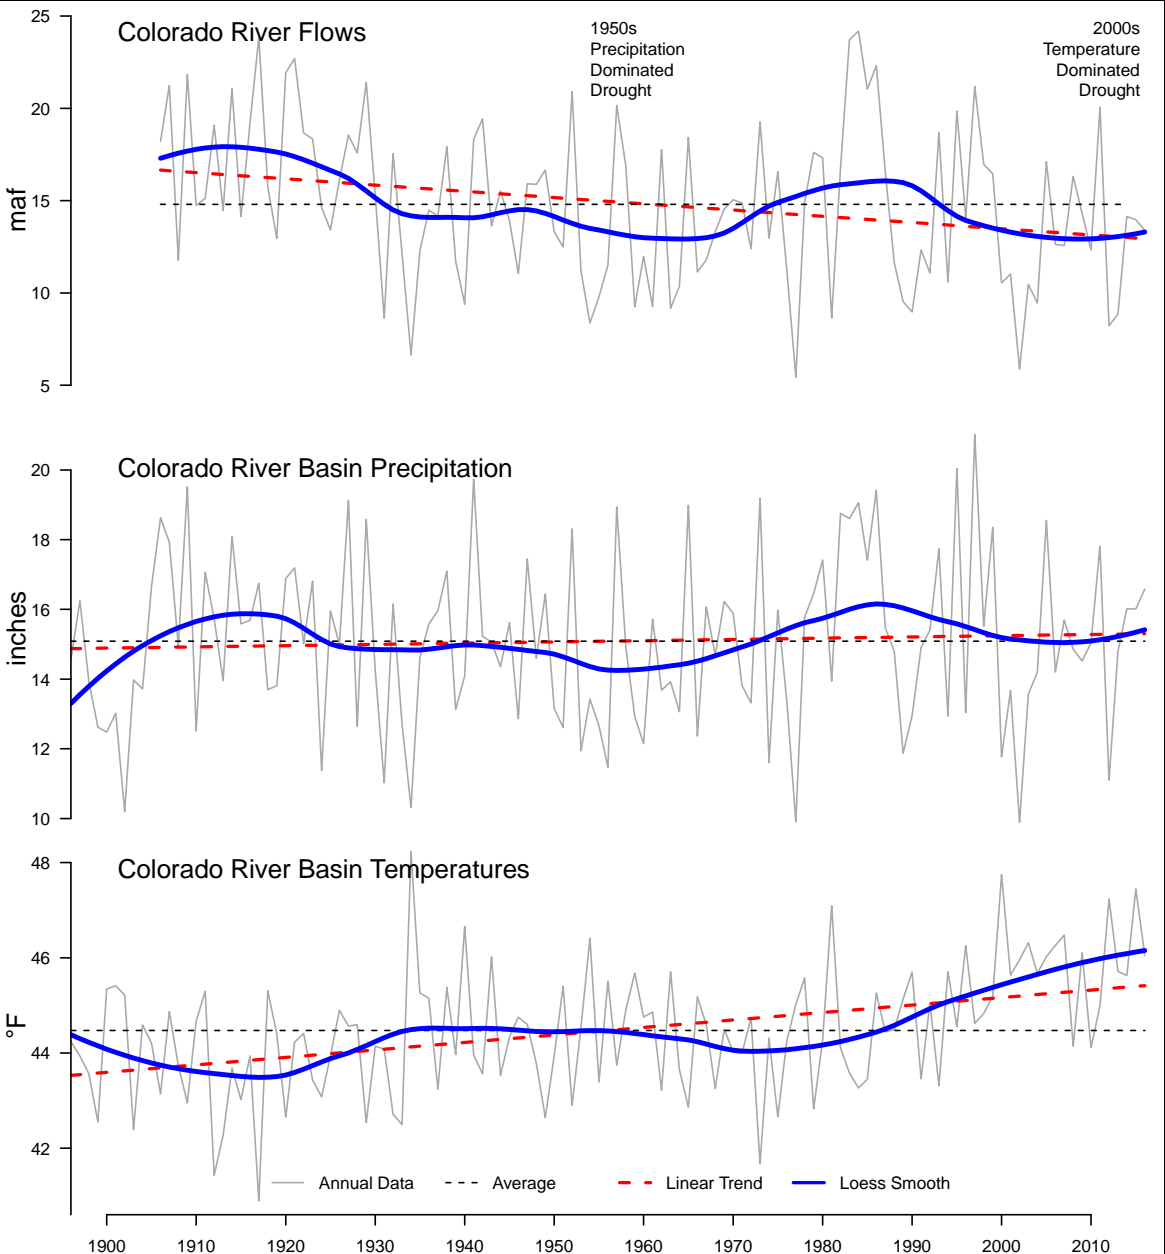 Colorado River Flows
1950s
Precipitation
Dominated
Drought
2000s
Temperature
Dominated
Drought
maf
25
20
15
10
5
Colorado River Basin Precipitation
inches
20
18
16
14
12
10
Colorado River Basin Temperatures
°F
48
46
44
42
Annual Data
Average
Linear Trend
Loess Smooth
1900 1910 1920 1930 1940 1950 1960 1970 1980 1990 2000 2010